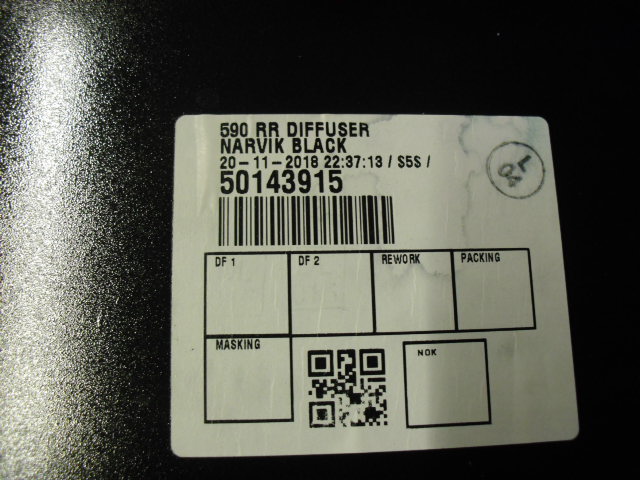 590 RR DIFFUSER
NARVIK BLACK
20-11-2018 22:37:13 / S5S /
50143915
DF 1 DF 2 REWORK PACKING
MASKING
NOK